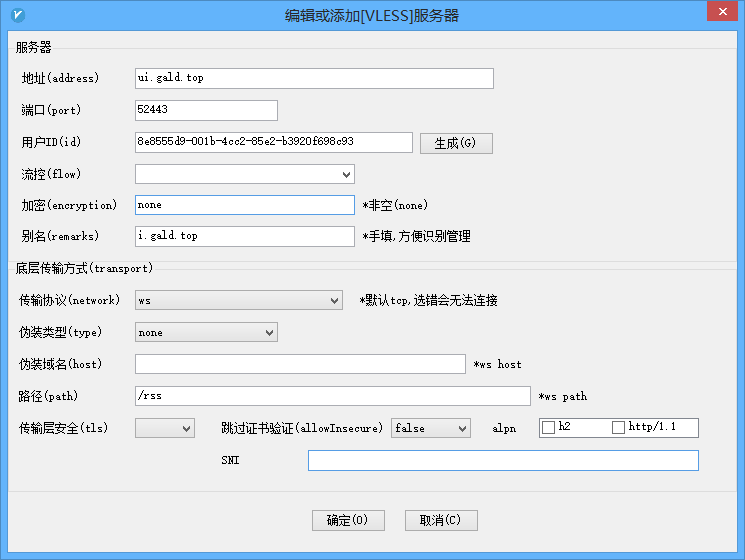 编辑或添加[VLESS]服务器
服务器
地址(address) ui.gald.top
端口(port) 52443
用户ID(id) 8e8555d9-001b-4cc2-85e2-b3920f698c93 生成(G)
流控(flow)
加密(encryption) none *非空(none)
别名(remarks) i.gald.top *手填,方便识别管理
底层传输方式(transport)
传输协议(network) ws *默认tcp,选错会无法连接
伪装类型(type) none
伪装域名(host) *ws host
路径(path) /rss *ws path
传输层安全(tls) 跳过证书验证(allowInsecure) false alpn h2 http/1.1
SNI
确定(O) 取消(C)